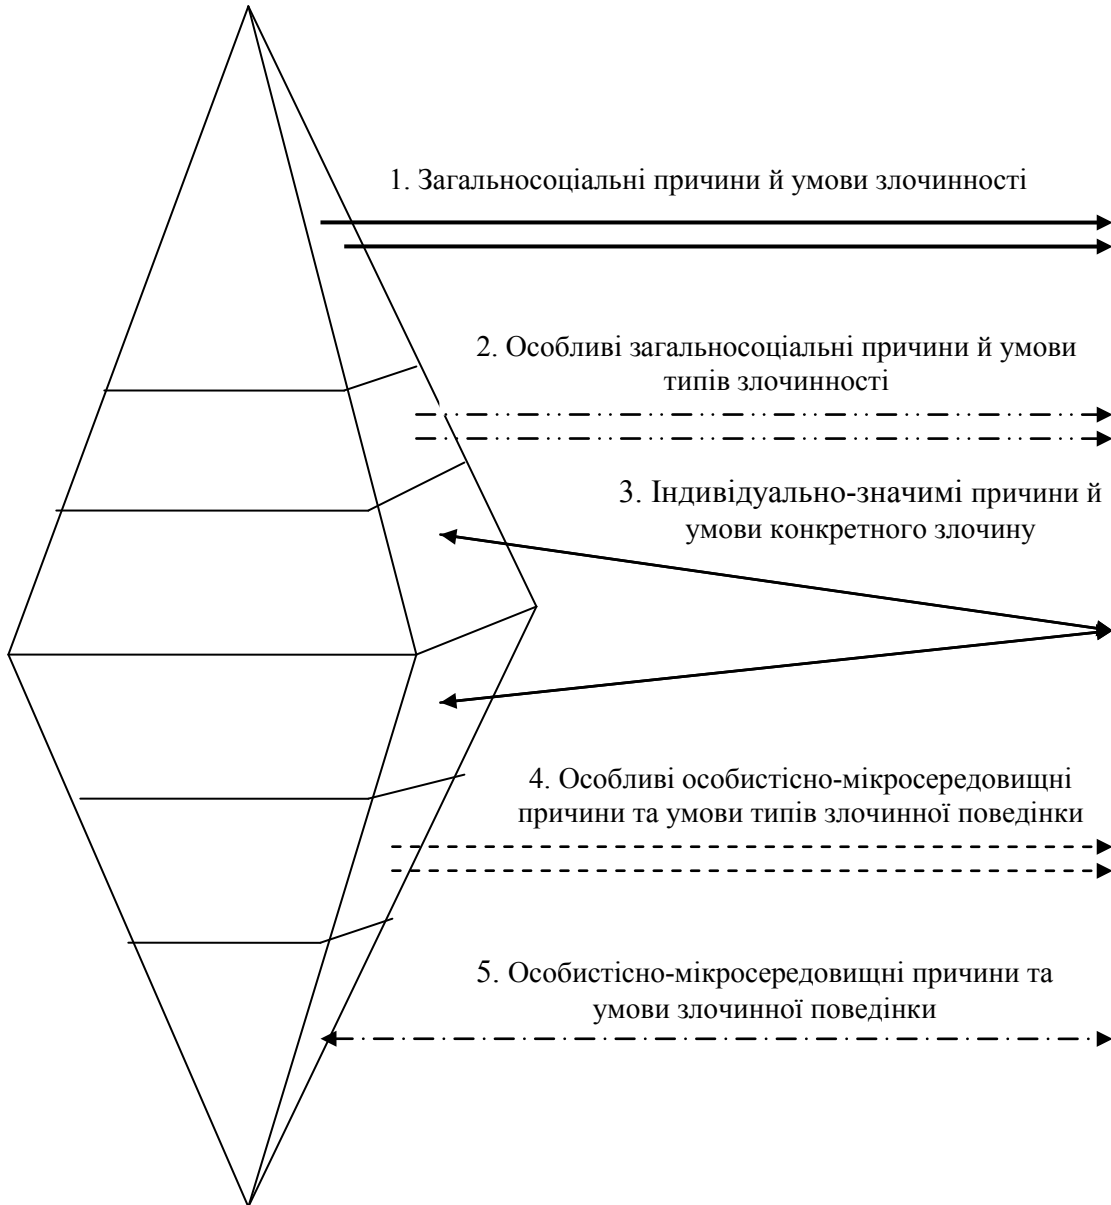 1. Загальносоціальні причини й умови злочинності
2. Особливі загальносоціальні причини й умови
типів злочинності
3. Індивідуально-значимі причини й
умови конкретного злочину
4. Особливі особистісно-мікросередовищні
причини та умови типів злочинної поведінки
5. Особистісно-мікросередовищні причини та
умови злочинної поведінки